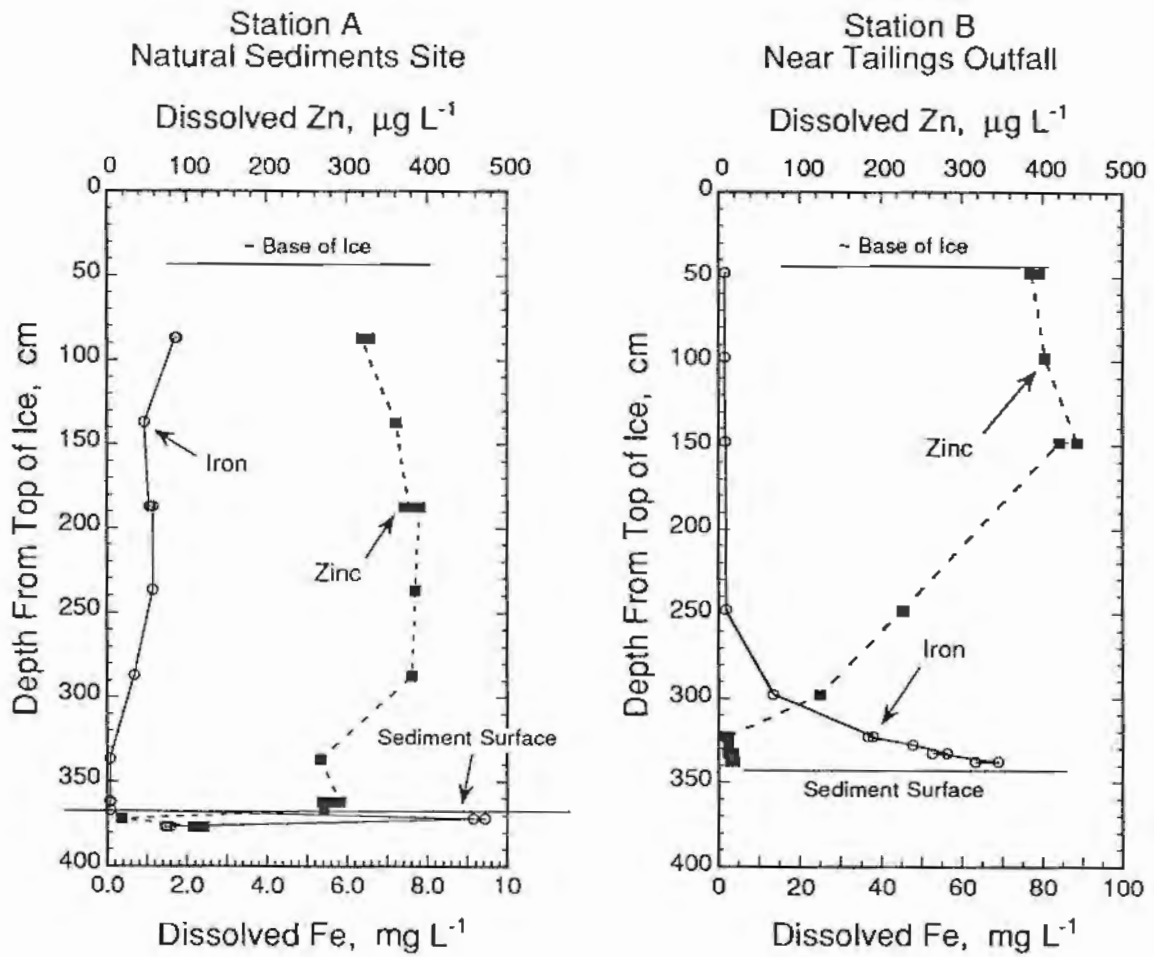 Station A
Natural Sediments Site
Dissolved Zn, µg L-1
0 100 200 300 400 500
0
50
100
150
200
250
300
350
400
Depth From Top of Ice, cm
~ Base of Ice
Iron
Zinc
Sediment Surface
0.0 2.0 4.0 6.0 8.0 10
Dissolved Fe, mg L-1
Station B
Near Tailings Outfall
Dissolved Zn, µg L-1
0 100 200 300 400 500
0
50
100
150
200
250
300
350
400
Depth From Top of Ice, cm
~ Base of Ice
Zinc
Iron
Sediment Surface
0 20 40 60 80 100
Dissolved Fe, mg L-1